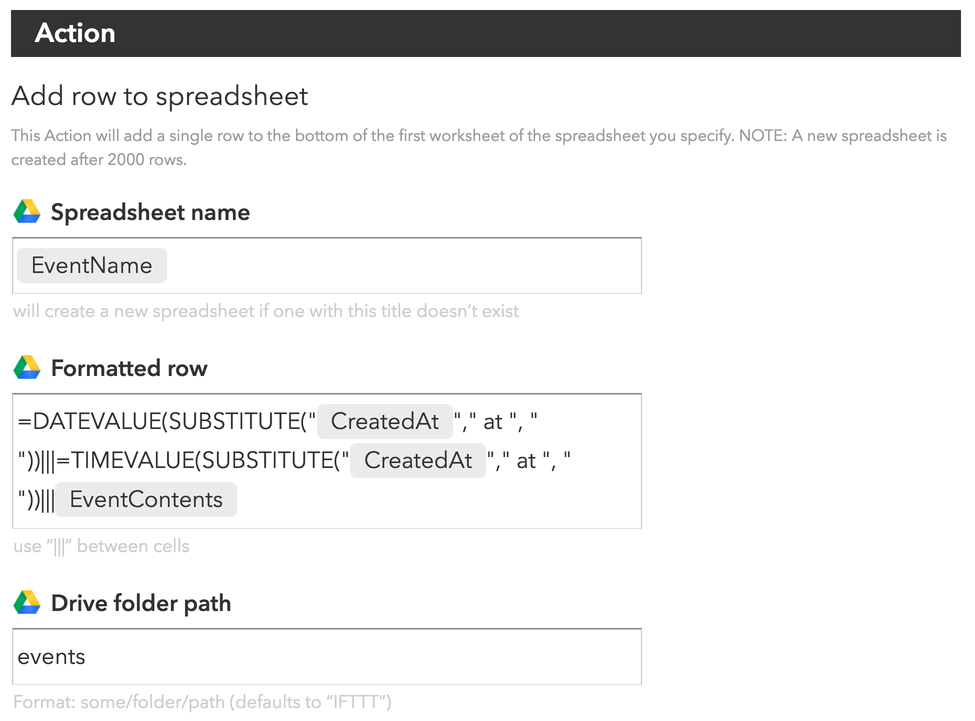 Action
Add row to spreadsheet
This Action will add a single row to the bottom of the first worksheet of the spreadsheet you specify. NOTE: A new spreadsheet is
created after 2000 rows.
Spreadsheet name
EventName
will create a new spreadsheet if one with this title doesn’t exist
Formatted row
=DATEVALUE(SUBSTITUTE(" CreatedAt "," at ", "
"))|||=TIMEVALUE(SUBSTITUTE(" CreatedAt "," at ", "
"))||| EventContents
use “|||” between cells
Drive folder path
events
Format: some/folder/path (defaults to “IFTTT”)